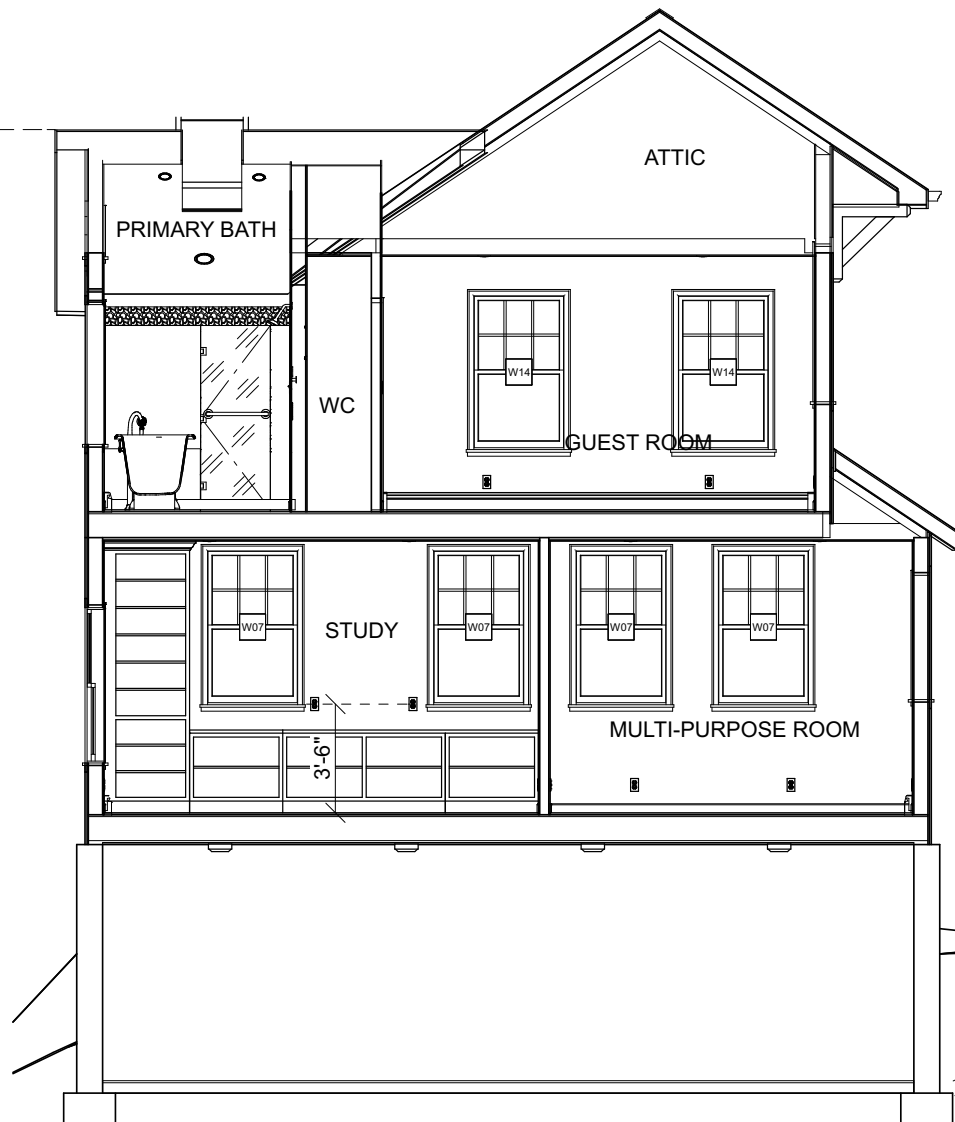 ATTIC
PRIMARY BATH
W14
W14
WC
GUEST ROOM
W07
W07
W07
W07
STUDY
MULTI-PURPOSE ROOM
3'-6"